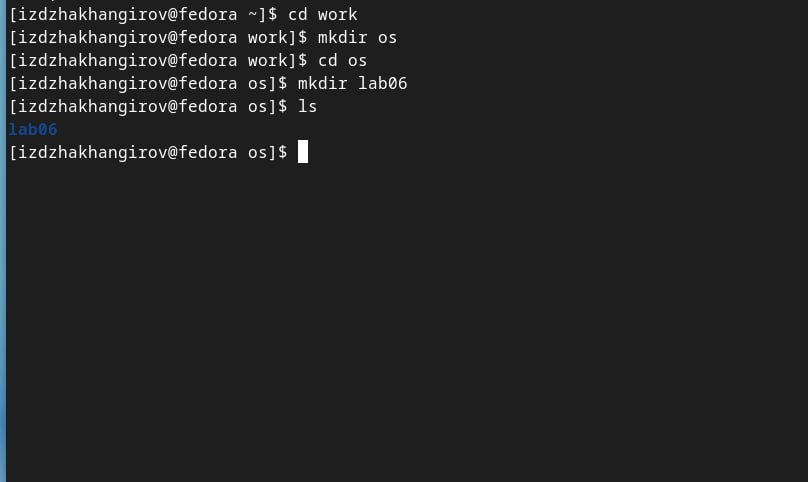 [izdzhakhangirov@fedora ~]$ cd work
[izdzhakhangirov@fedora work]$ mkdir os
[izdzhakhangirov@fedora work]$ cd os
[izdzhakhangirov@fedora os]$ mkdir lab06
[izdzhakhangirov@fedora os]$ ls
lab06
[izdzhakhangirov@fedora os]$